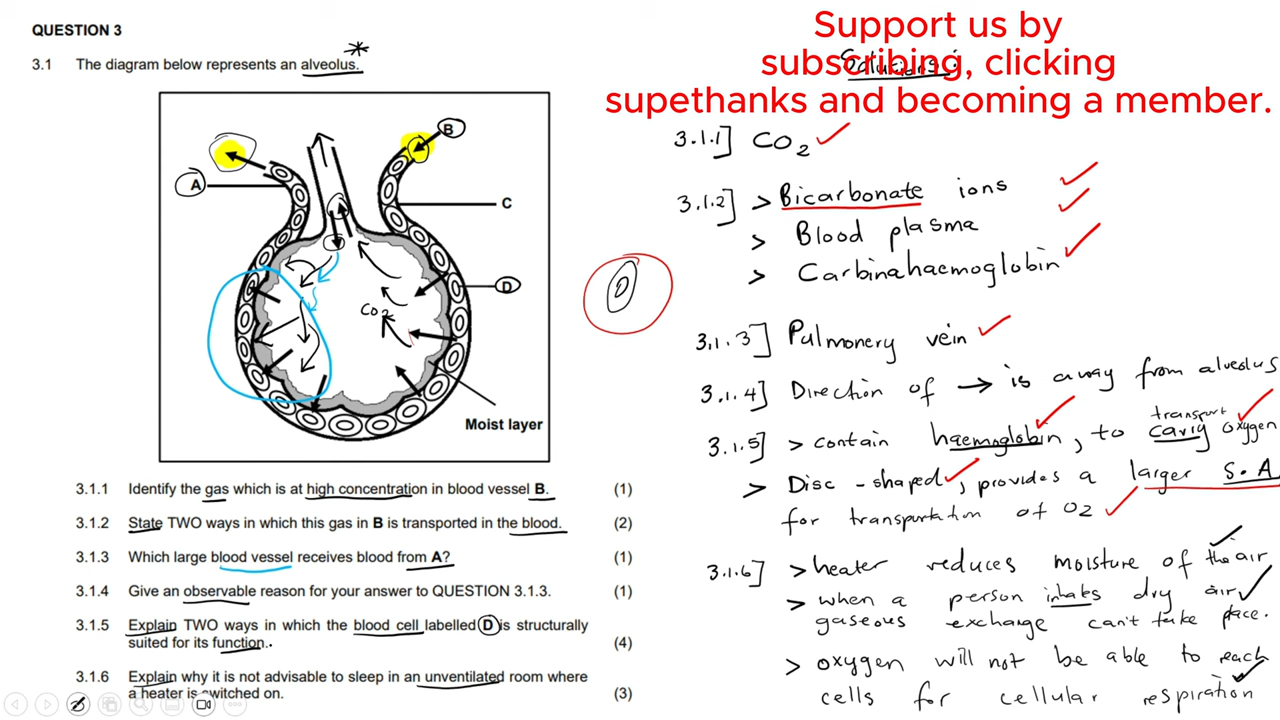 QUESTION 3
3.1 The diagram below represents an alveolus.
A
B
C
D
CO2
Moist layer
3.1.1 Identify the gas which is at high concentration in blood vessel B. (1)
3.1.2 State TWO ways in which this gas in B is transported in the blood. (2)
3.1.3 Which large blood vessel receives blood from A? (1)
3.1.4 Give an observable reason for your answer to QUESTION 3.1.3. (1)
3.1.5 Explain TWO ways in which the blood cell labelled D is structurally
suited for its function. (4)
3.1.6 Explain why it is not advisable to sleep in an unventilated room where
a heater is switched on. (3)
Support us by
subscribing, clicking
supethanks and becoming a member.
Solutions:
3.1.1] CO2
3.1.2] > Bicarbonate ions
> Blood plasma
> Carbinahaemoglobin
3.1.3] Pulmonery vein
3.1.4] Direction of → is away from alveolus
3.1.5] > contain haemoglobin, to carry oxygen
transport
> Disc-shaped, provides a larger S.A
for transportation of O2
3.1.6] > heater reduces moisture of the air
> when a person inhales dry air
gaseous exchange can't take place.
> oxygen will not be able to reach
cells for cellular respiration